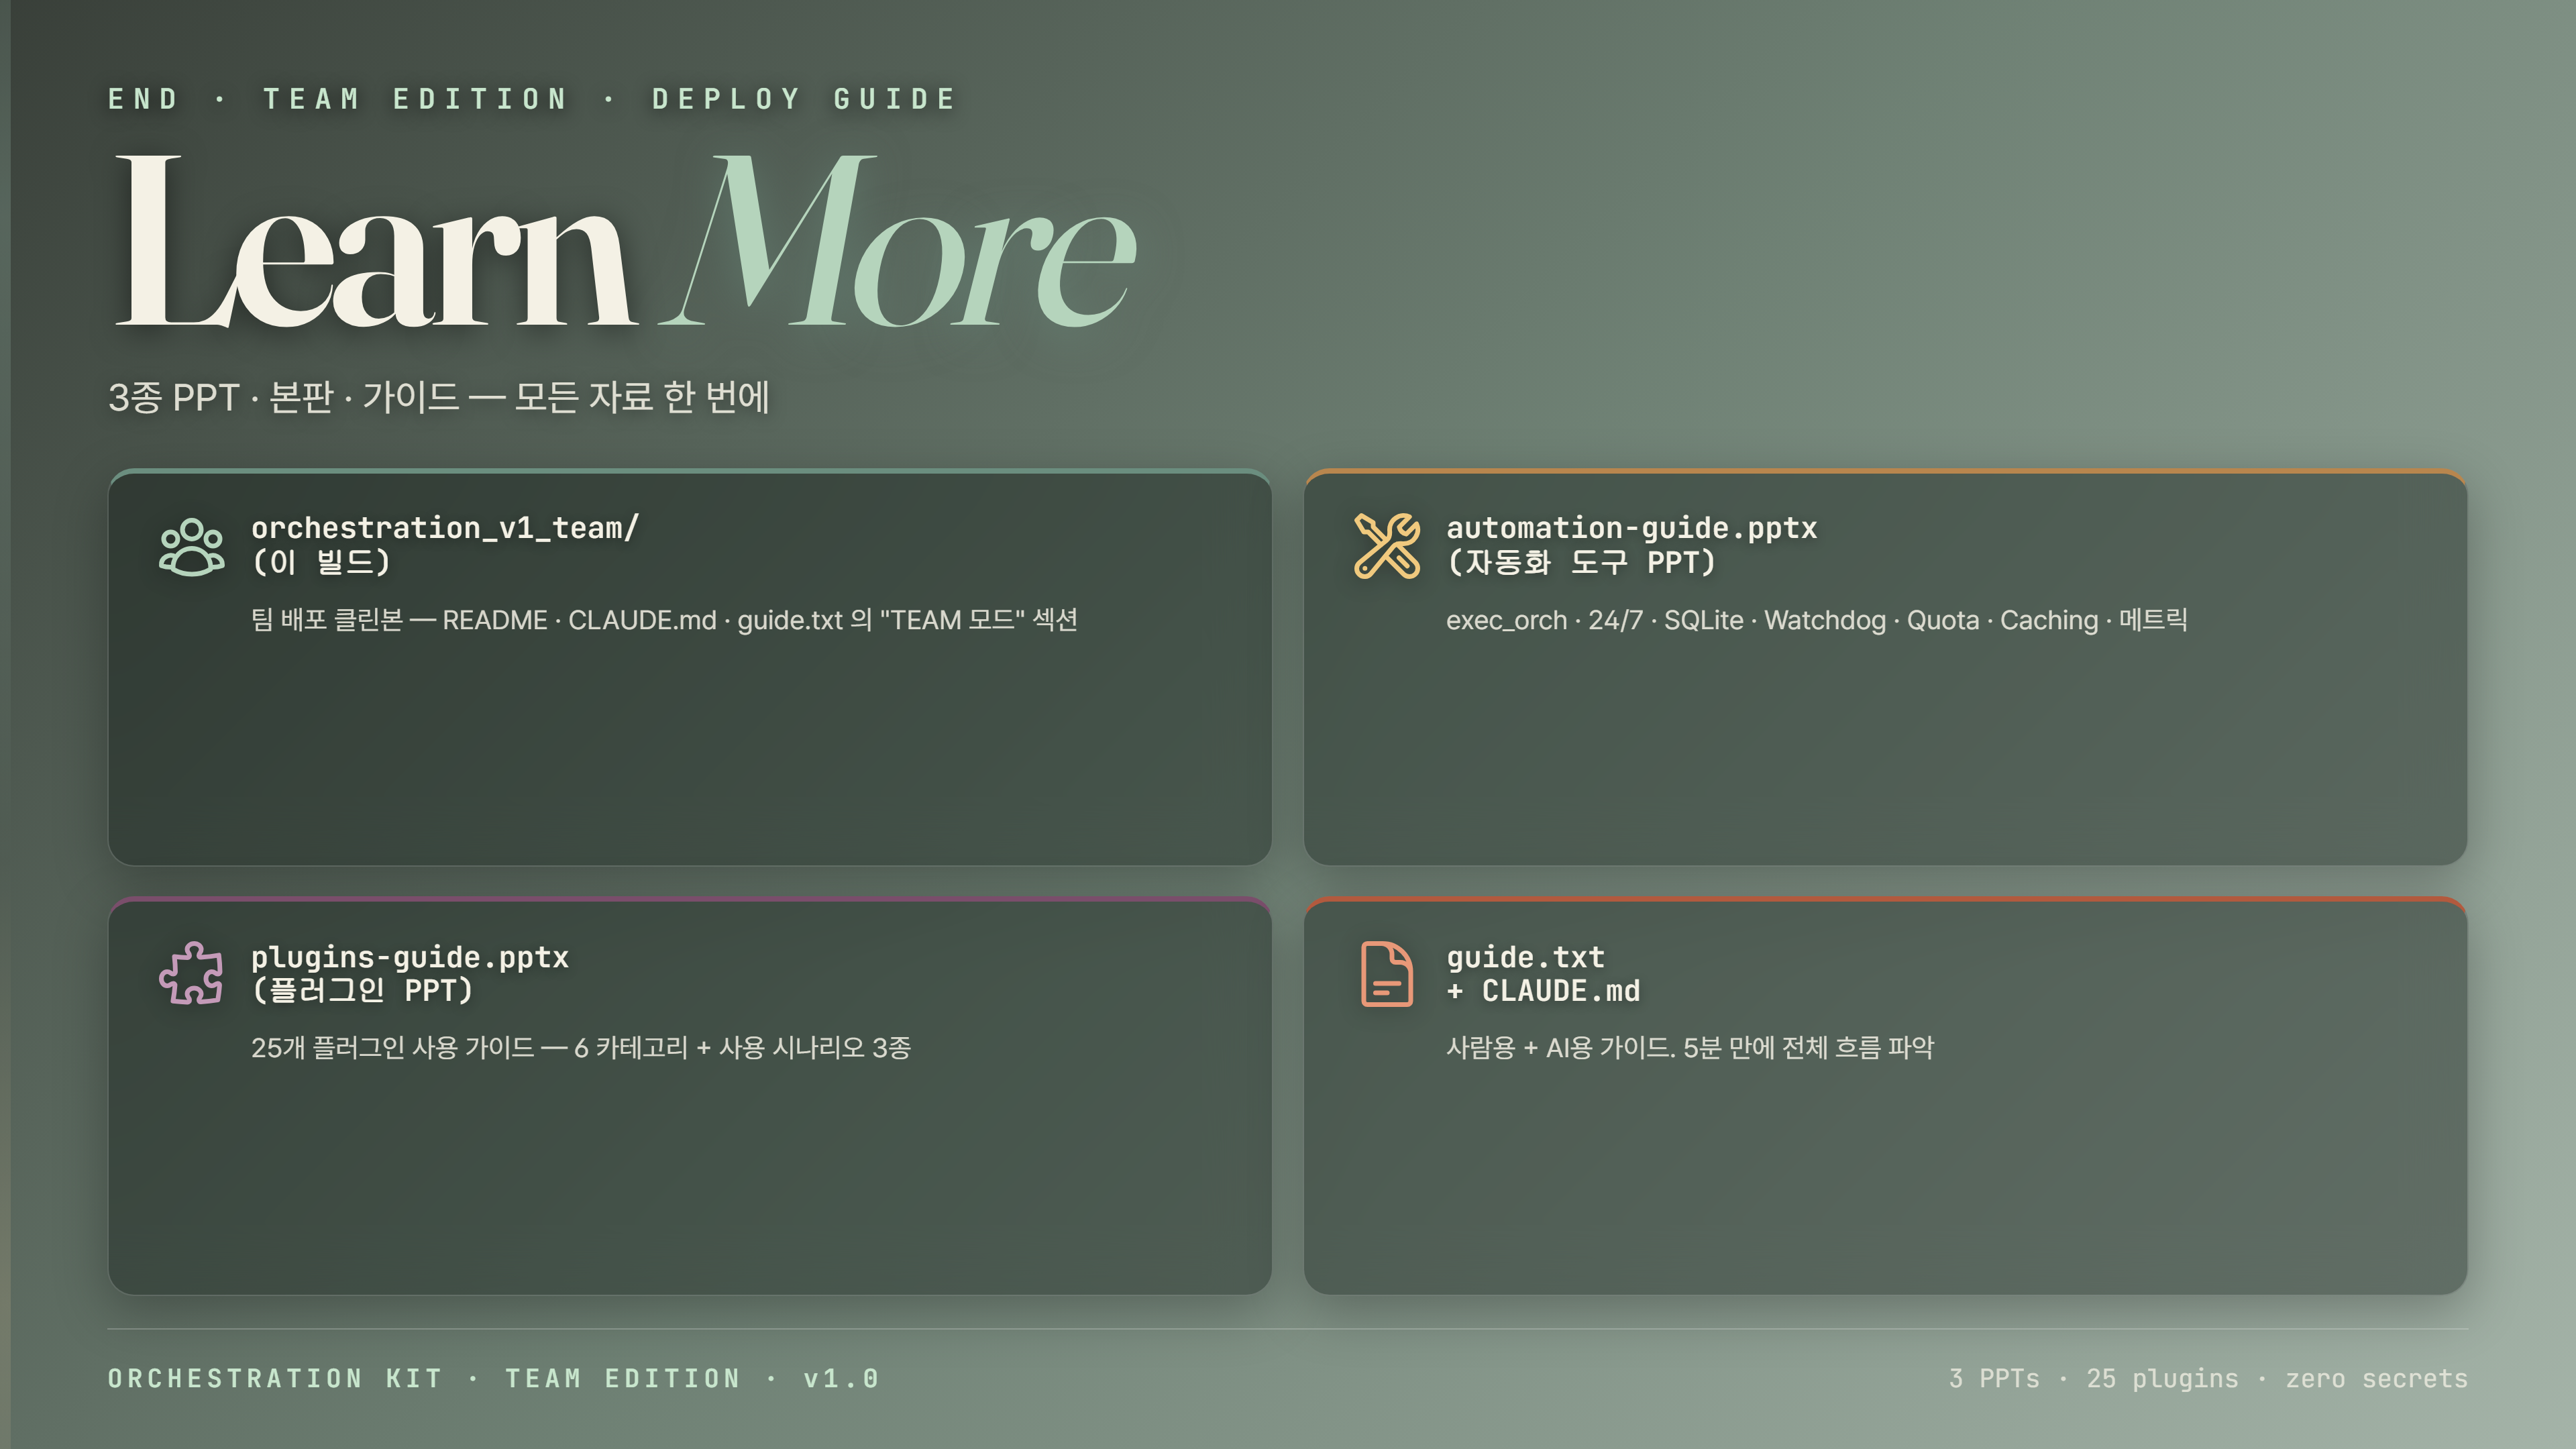 END · TEAM EDITION · DEPLOY GUIDE
Learn More
3종 PPT · 본판 · 가이드 — 모든 자료 한 번에
orchestration_v1_team/
(이 빌드)
팀 배포 클린본 — README · CLAUDE.md · guide.txt 의 "TEAM 모드" 섹션
automation-guide.pptx
(자동화 도구 PPT)
exec_orch · 24/7 · SQLite · Watchdog · Quota · Caching · 메트릭
plugins-guide.pptx
(플러그인 PPT)
25개 플러그인 사용 가이드 — 6 카테고리 + 사용 시나리오 3종
guide.txt
+ CLAUDE.md
사람용 + AI용 가이드. 5분 만에 전체 흐름 파악
ORCHESTRATION KIT · TEAM EDITION · v1.0
3 PPTs · 25 plugins · zero secrets